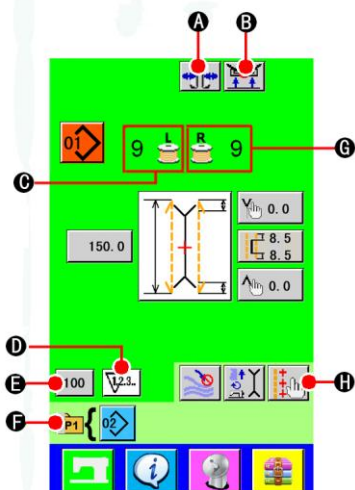 A B
01 9 L R 9 G
C
V 0.0
150.0 8.5
8.5
Λ 0.0
D
E 100 1.2.3.. H
F P1 { 02
i